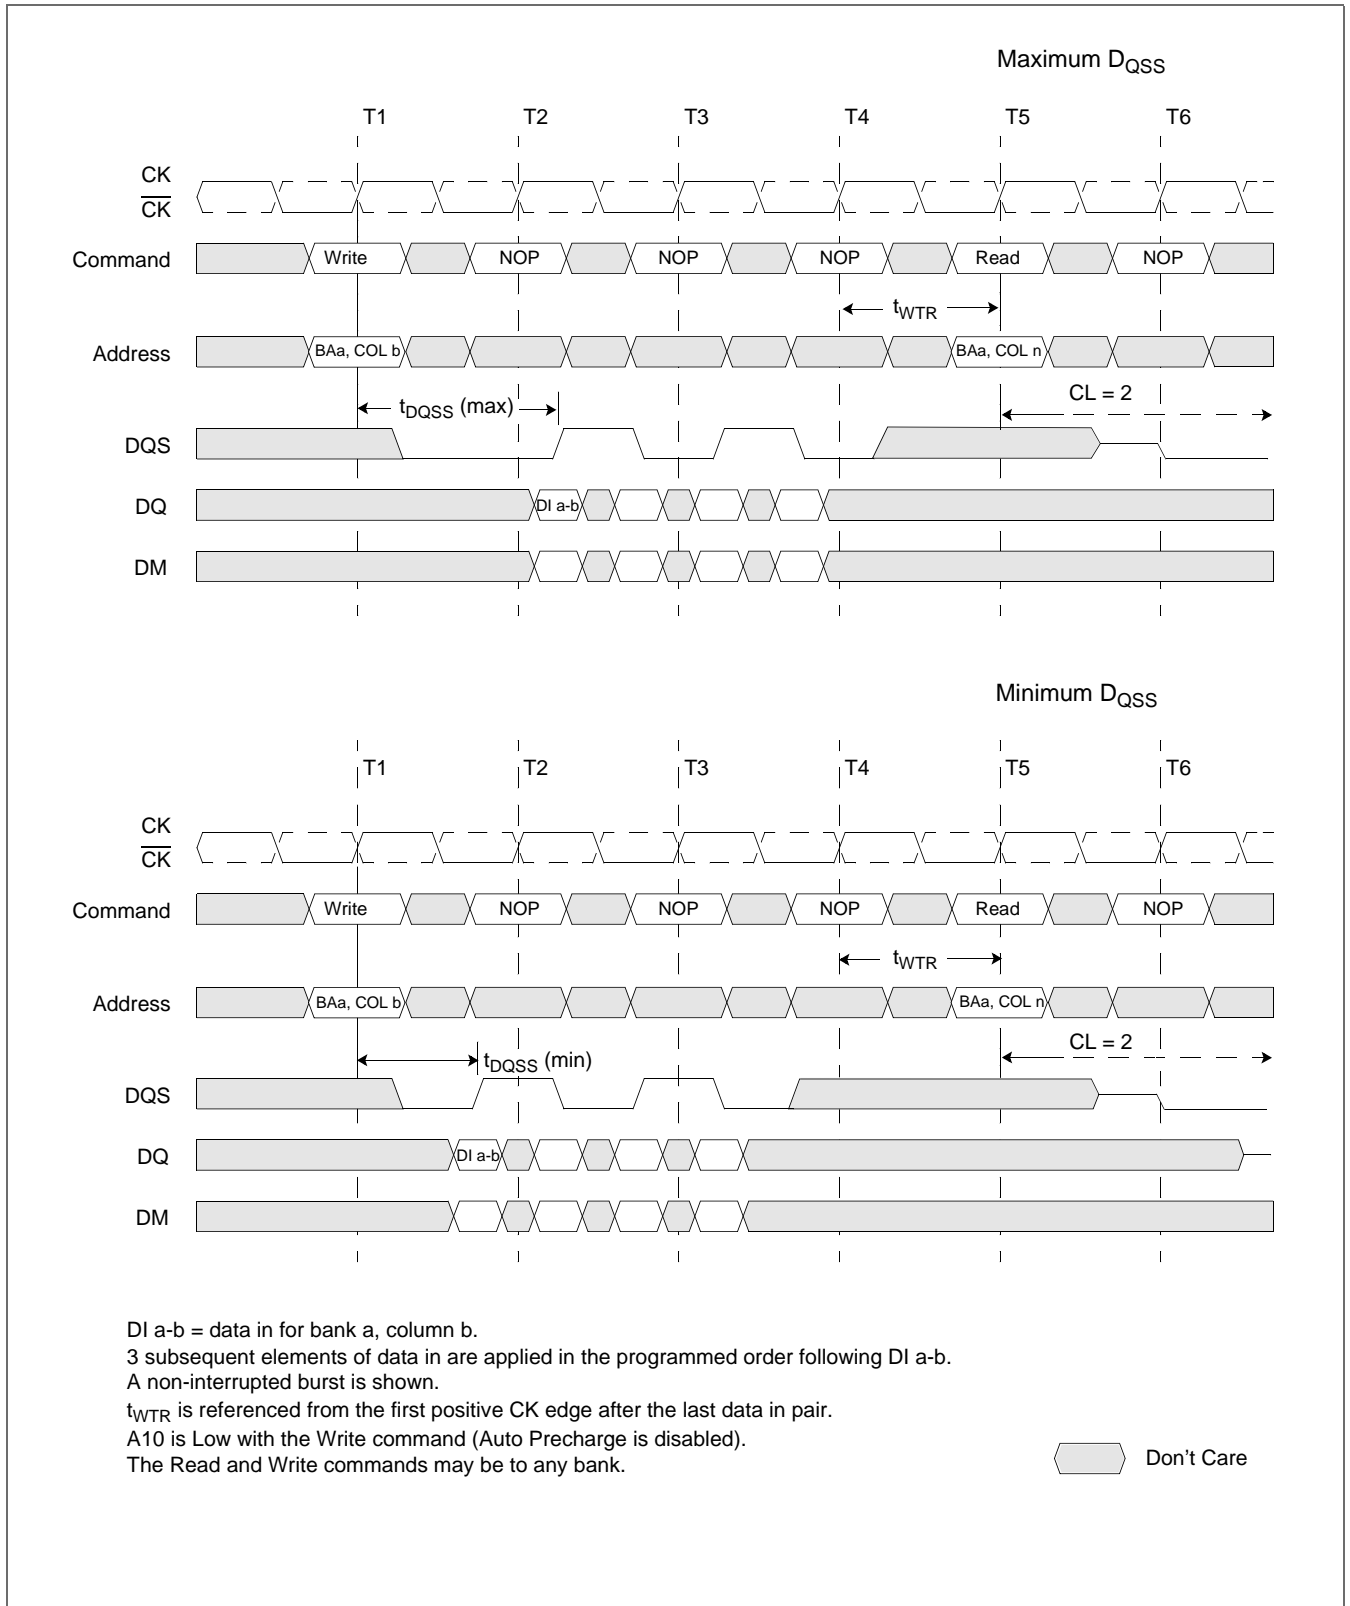 Maximum DQSS
T1 T2 T3 T4 T5 T6
CK
CK
Command Write NOP NOP NOP Read NOP
tWTR
Address BAa, COL b BAa, COL n
tDQSS (max) CL = 2
DQS
DQ DI a-b
DM
Minimum DQSS
T1 T2 T3 T4 T5 T6
CK
CK
Command Write NOP NOP NOP Read NOP
tWTR
Address BAa, COL b BAa, COL n
tDQSS (min) CL = 2
DQS
DQ DI a-b
DM
DI a-b = data in for bank a, column b.
3 subsequent elements of data in are applied in the programmed order following DI a-b.
A non-interrupted burst is shown.
tWTR is referenced from the first positive CK edge after the last data in pair.
A10 is Low with the Write command (Auto Precharge is disabled).
The Read and Write commands may be to any bank.
Don't Care